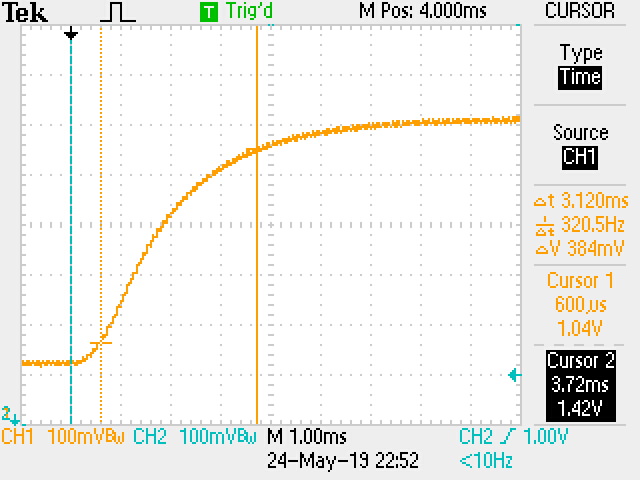 Tek T Trig'd M Pos: 4.000ms CURSOR
Type
Time
Source
CH1
Δt 3.120ms
1/Δt 320.5Hz
ΔV 384mV
Cursor 1
600µs
1.04V
Cursor 2
3.72ms
1.42V
2
CH1 100mVBw CH2 100mVBw M 1.00ms CH2 1.00V
24-May-19 22:52 <10Hz